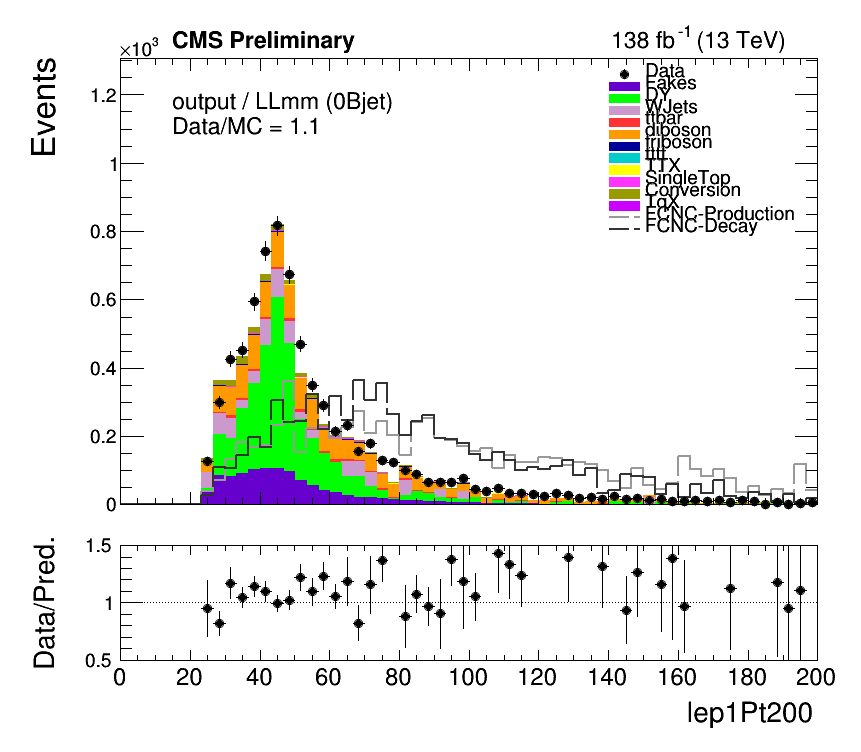 ×10³ CMS Preliminary 138 fb⁻¹ (13 TeV)
Events
output / LLmm (0Bjet)
Data/MC = 1.1
Data
Fakes
DY
WJets
ttbar
diboson
triboson
tttt
TTX
SingleTop
Conversion
TqX
FCNC-Production
FCNC-Decay
1.2
1
0.8
0.6
0.4
0.2
0
Data/Pred.
1.5
1
0.5
0 20 40 60 80 100 120 140 160 180 200
lep1Pt200